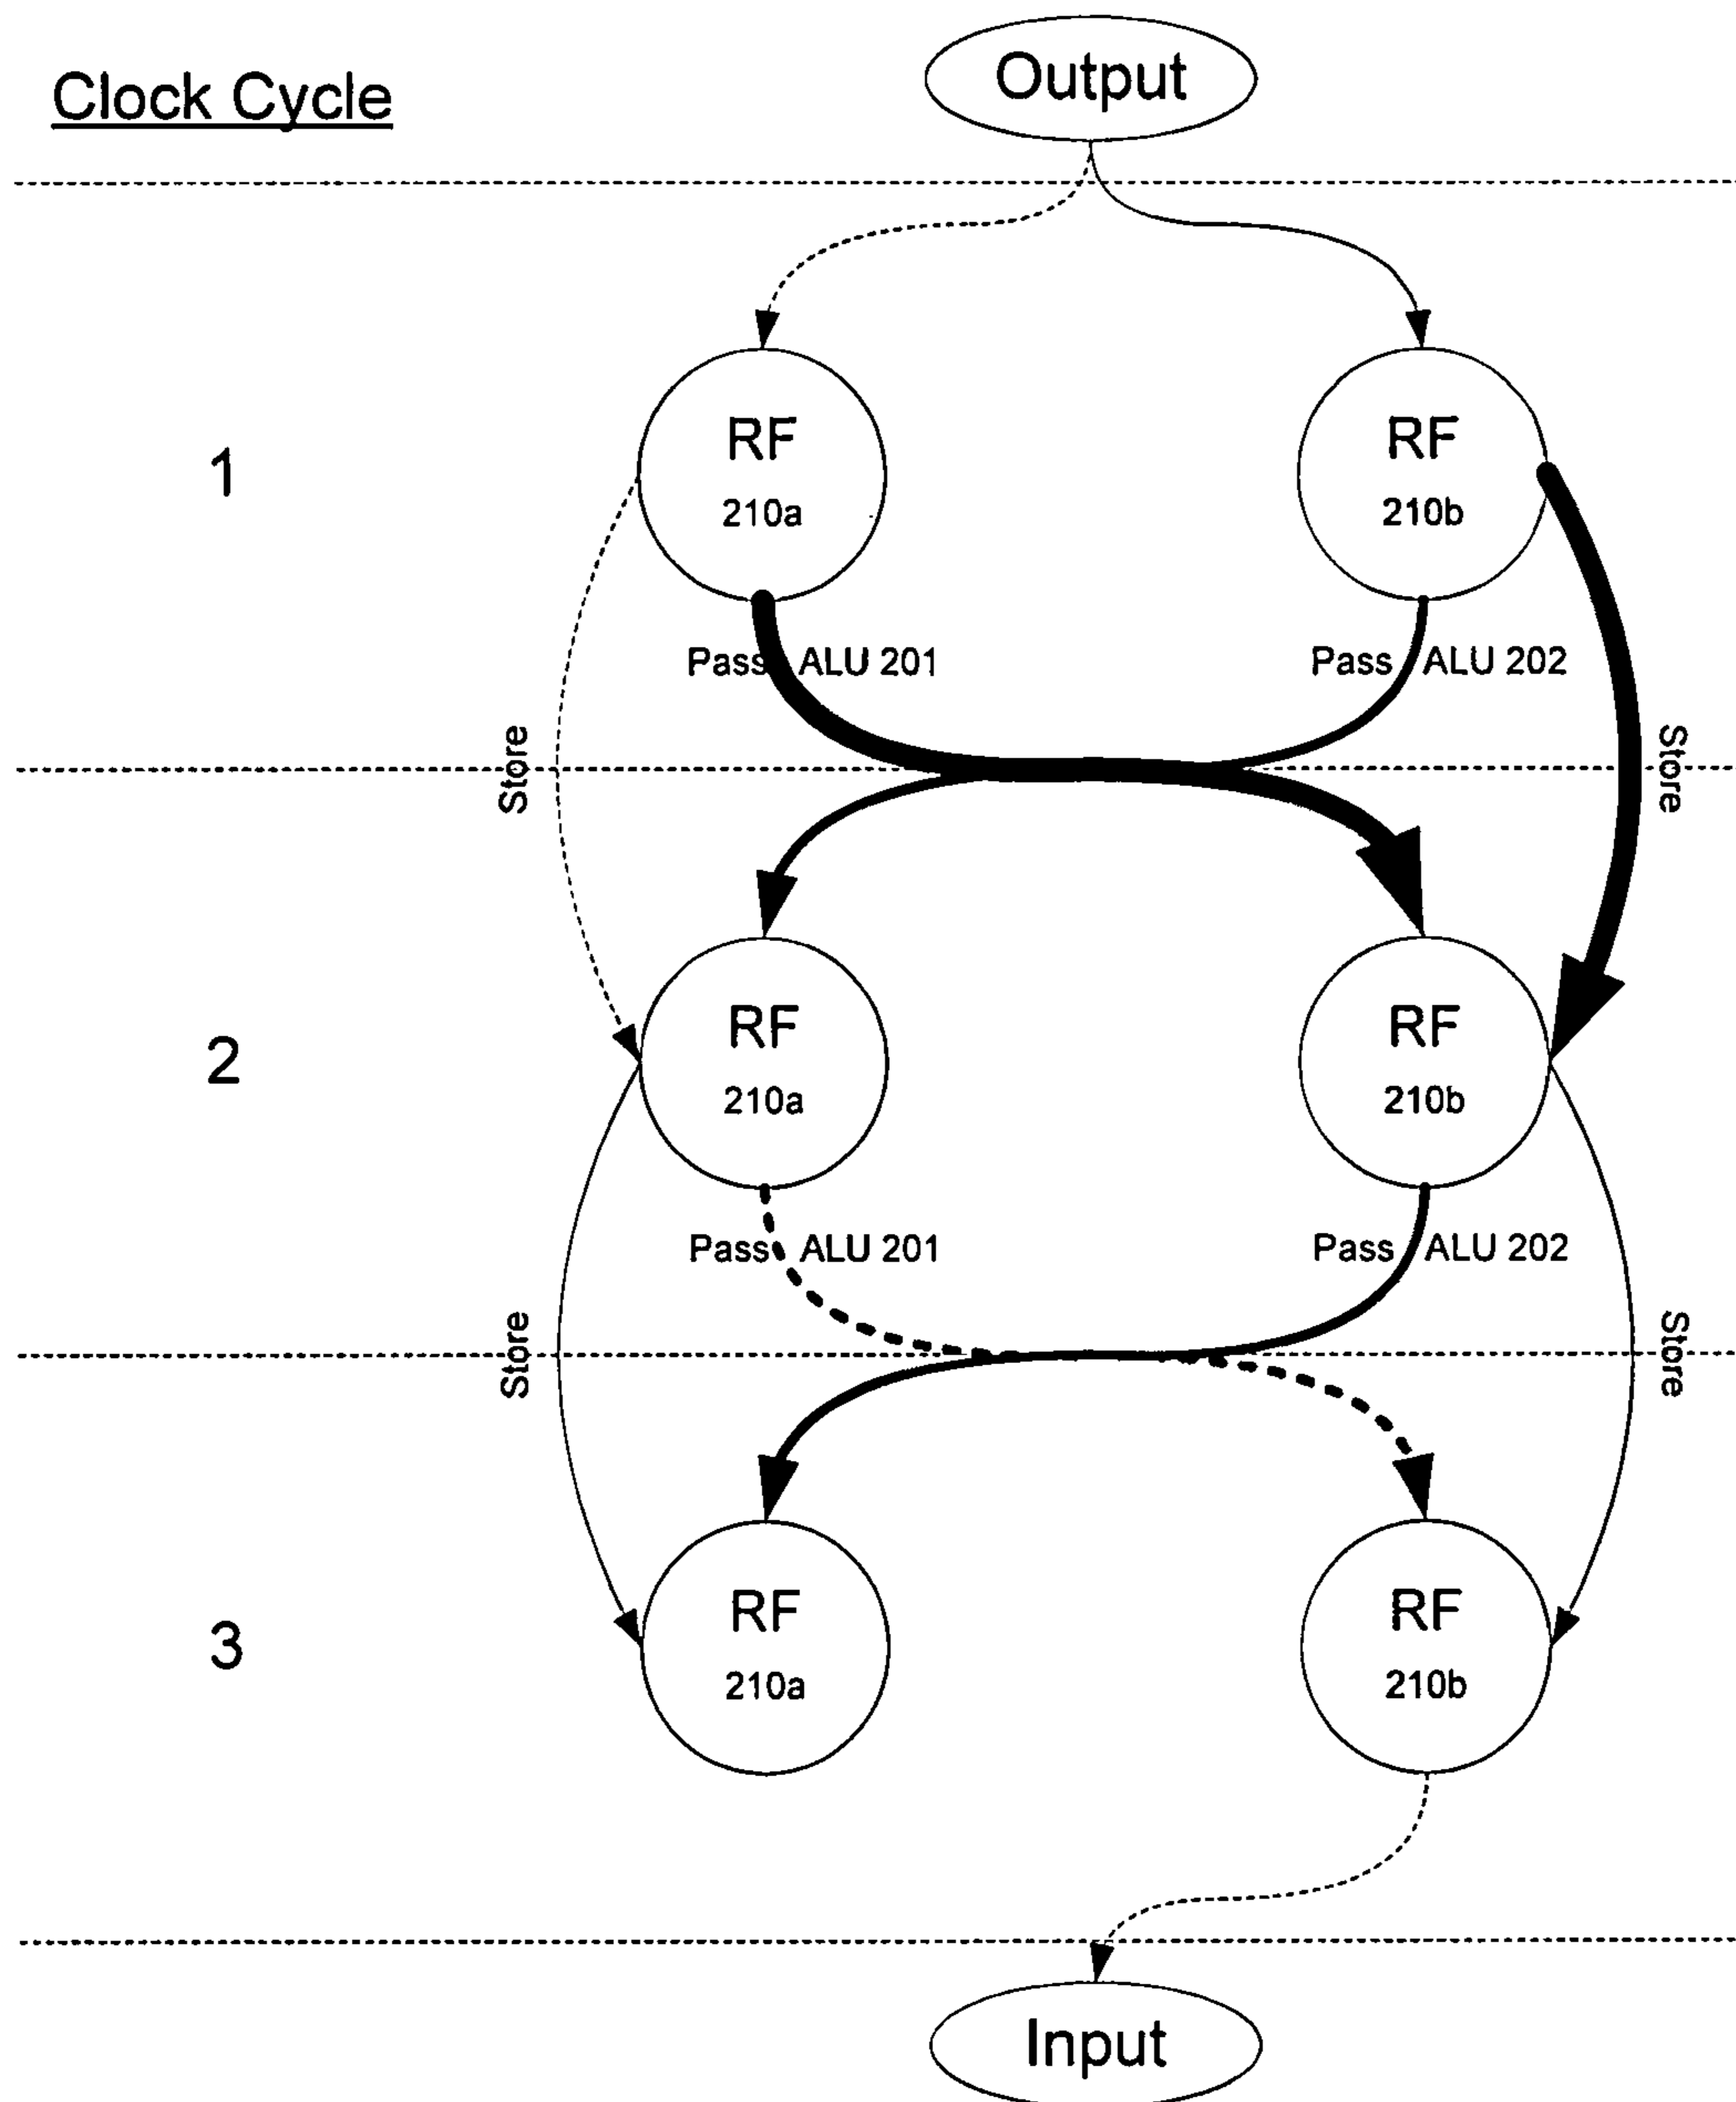 Clock Cycle
Output
1
RF
210a
RF
210b
Pass ALU 201
Pass ALU 202
Store
Store
2
RF
210a
RF
210b
Pass ALU 201
Pass ALU 202
Store
Store
3
RF
210a
RF
210b
Input